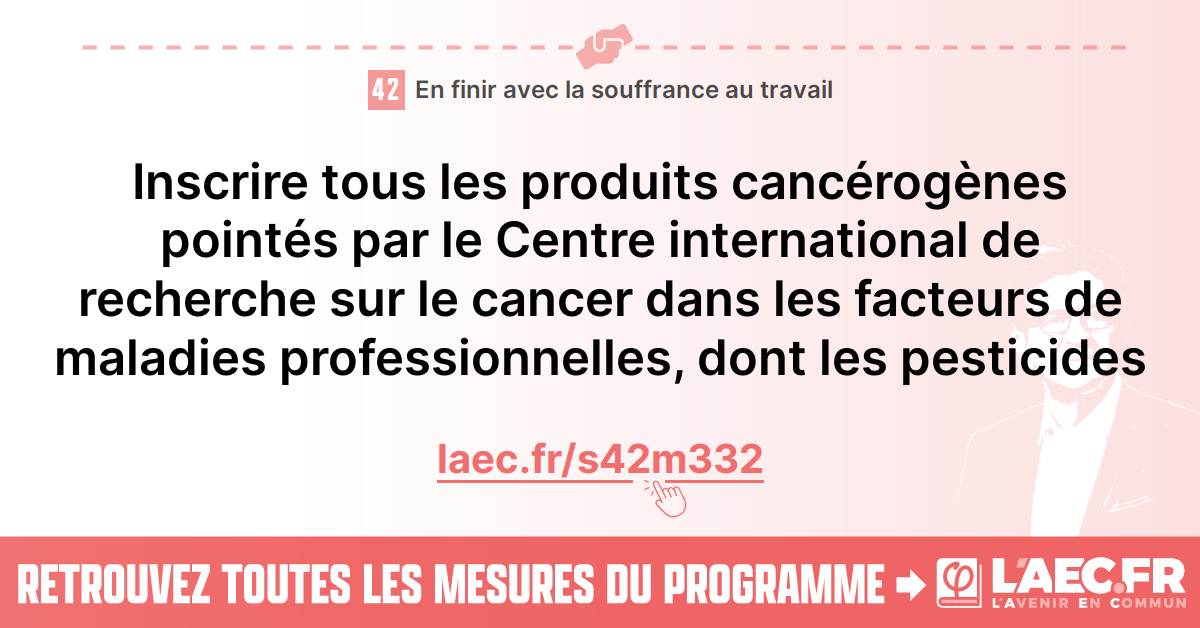 42 En finir avec la souffrance au travail
Inscrire tous les produits cancérogènes
pointés par le Centre international de
recherche sur le cancer dans les facteurs de
maladies professionnelles, dont les pesticides
laec.fr/s42m332
RETROUVEZ TOUTES LES MESURES DU PROGRAMME → φ L'AEC.FR
L'AVENIR EN COMMUN